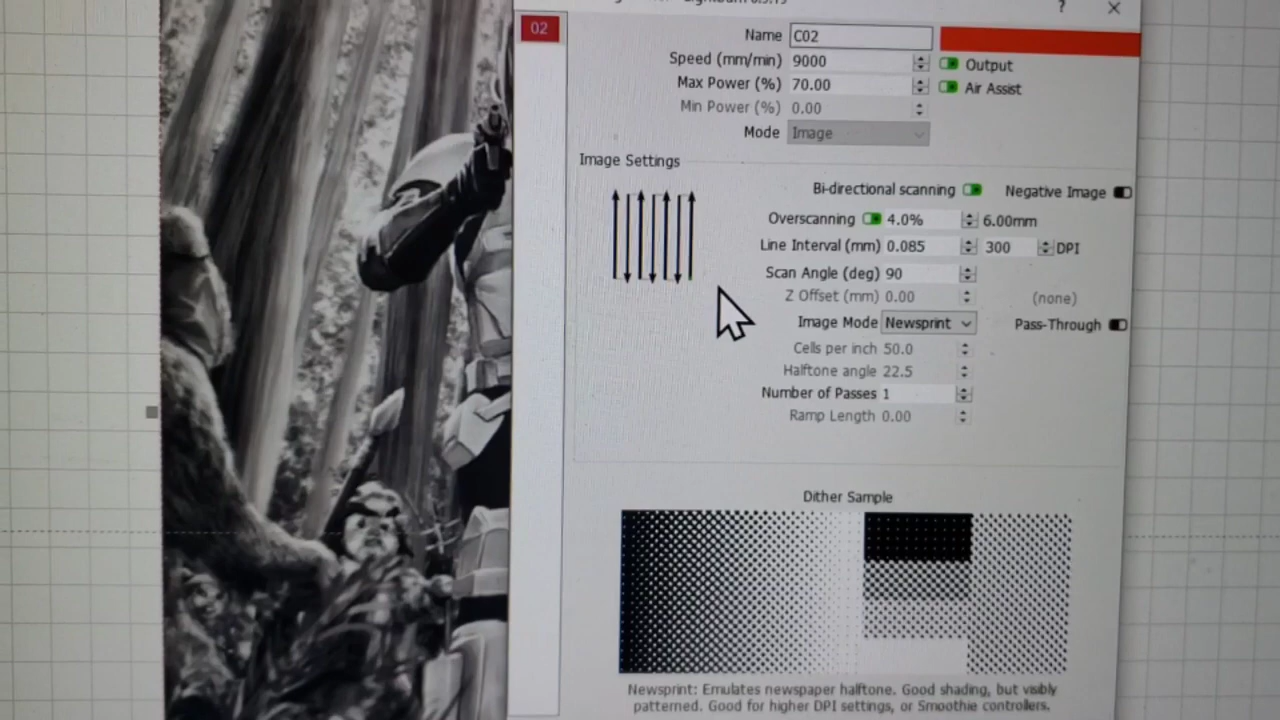 02
Name C02
Speed (mm/min) 9000 Output
Max Power (%) 70.00 Air Assist
Min Power (%) 0.00
Mode Image
Image Settings
Bi-directional scanning Negative Image
Overscanning 4.0% 6.00mm
Line Interval (mm) 0.085 300 DPI
Scan Angle (deg) 90
Z Offset (mm) 0.00 (none)
Image Mode Newsprint Pass-Through
Cells per inch 50.0
Halftone angle 22.5
Number of Passes 1
Ramp Length 0.00
Dither Sample
Newsprint: Emulates newspaper halftone. Good shading, but visibly
patterned. Good for higher DPI settings, or Smoothie controllers.